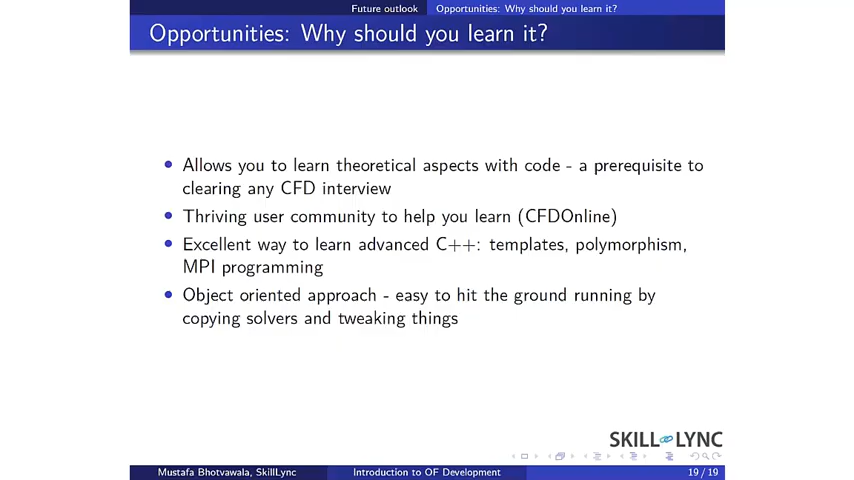 Future outlook Opportunities: Why should you learn it?
Opportunities: Why should you learn it?
• Allows you to learn theoretical aspects with code - a prerequisite to
clearing any CFD interview
• Thriving user community to help you learn (CFDOnline)
• Excellent way to learn advanced C++: templates, polymorphism,
MPI programming
• Object oriented approach - easy to hit the ground running by
copying solvers and tweaking things
SKILL LYNC
Mustafa Bhotvawala, SkillLync Introduction to OF Development 19 / 19